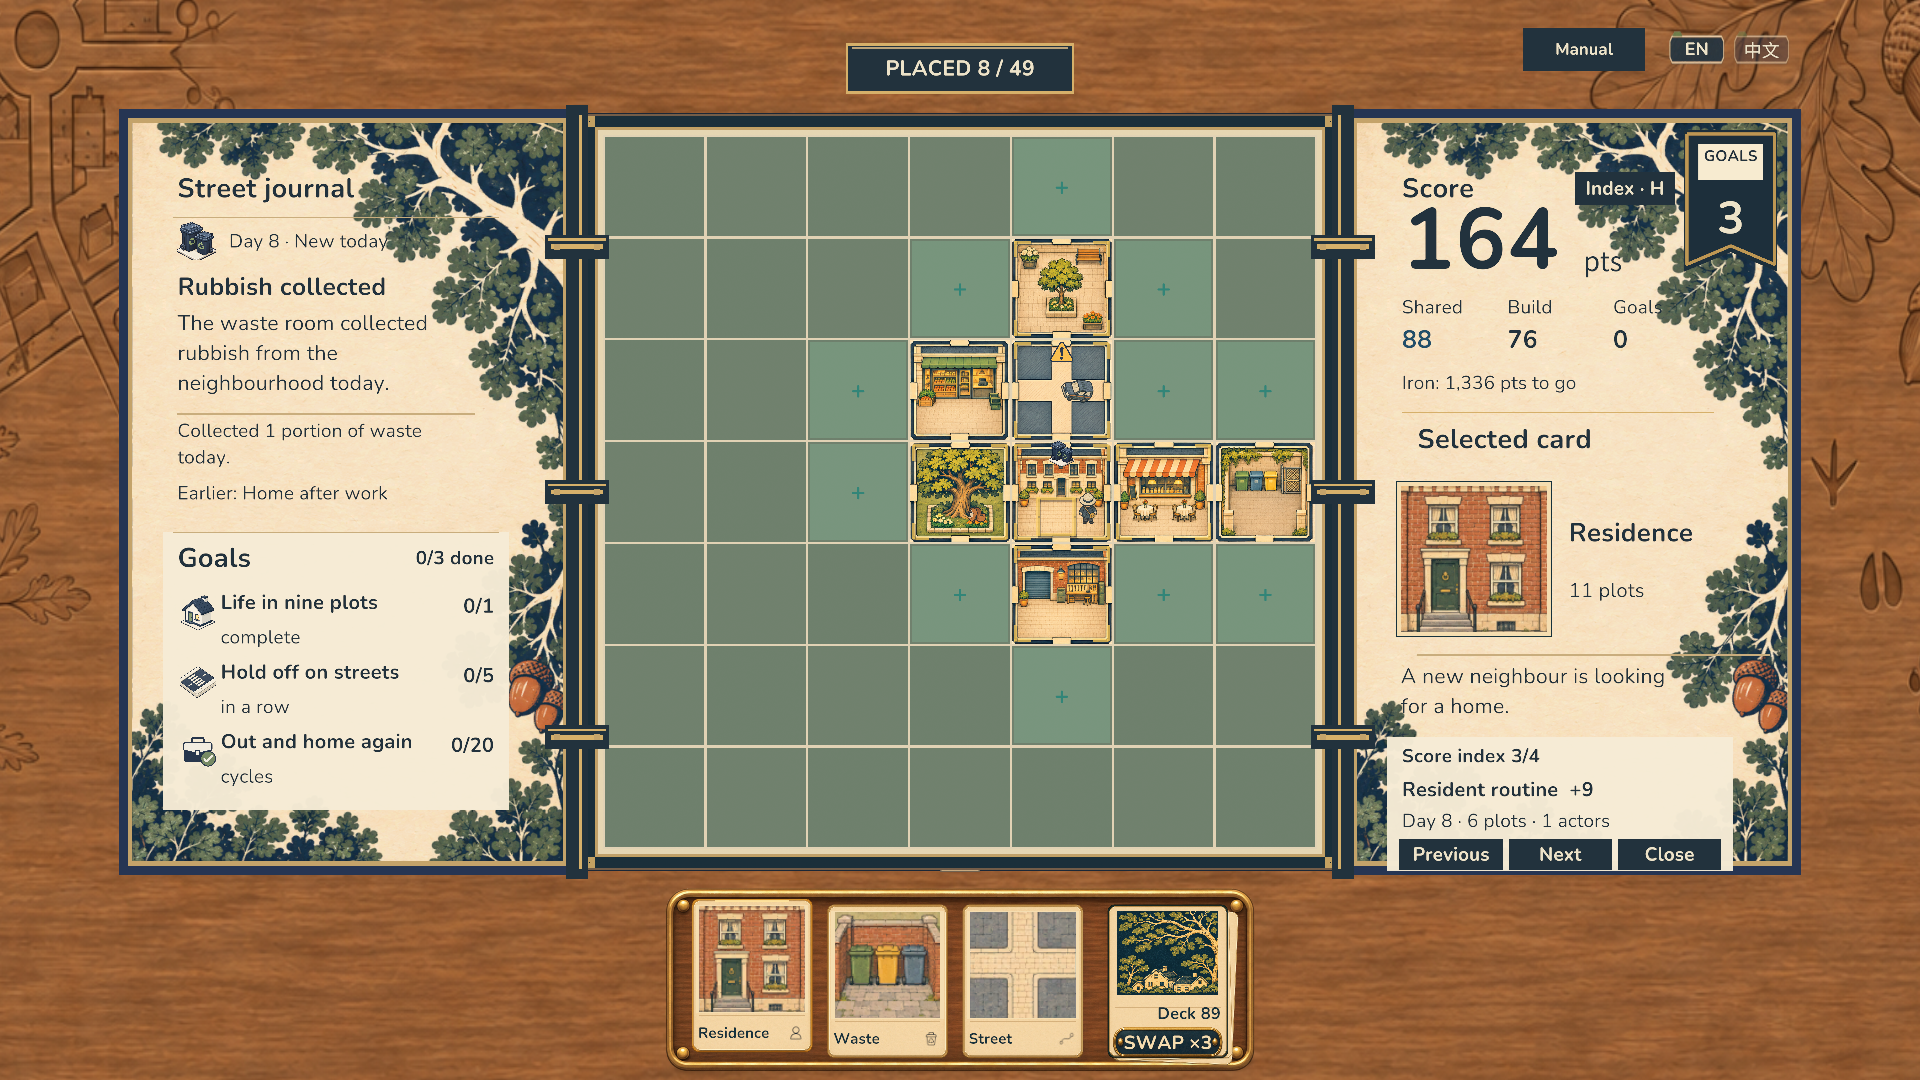 PLACED 8 / 49
Manual
EN
中文
Street journal
Day 8 · New today
Rubbish collected
The waste room collected
rubbish from the
neighbourhood today.
Collected 1 portion of waste
today.
Earlier: Home after work
Goals
0/3 done
Life in nine plots
0/1
complete
Hold off on streets
0/5
in a row
Out and home again
0/20
cycles
Score
Index · H
GOALS
3
164 pts
Shared
Build
Goals
88
76
0
Iron: 1,336 pts to go
Selected card
Residence
11 plots
A new neighbour is looking
for a home.
Score index 3/4
Resident routine +9
Day 8 · 6 plots · 1 actors
Previous
Next
Close
Residence
Waste
Street
Deck 89
SWAP ×3